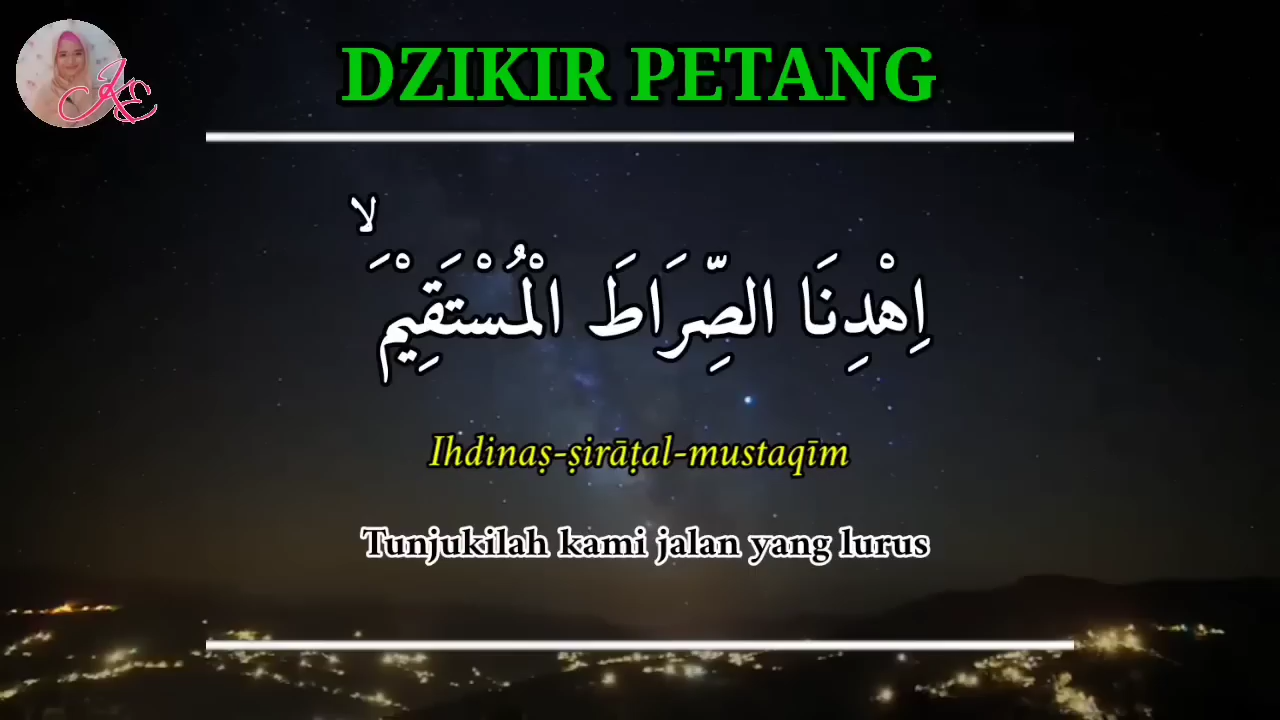 DZIKIR PETANG
اِهْدِنَا الصِّرَاطَ الْمُسْتَقِيْمَ ۙ
Ihdinaṣ-ṣirāṭal-mustaqīm
Tunjukilah kami jalan yang lurus